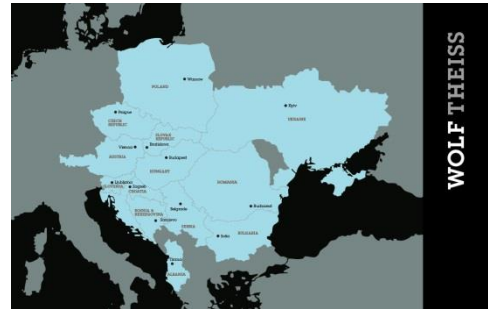 POLAND
Warsaw
Prague
CZECH
REPUBLIC
Kyiv
UKRAINE
SLOVAK
REPUBLIC
Bratislava
Vienna
AUSTRIA
Budapest
HUNGARY
Ljubljana
SLOVENIA
Zagreb
CROATIA
ROMANIA
BOSNIA &
HERZEGOVINA
Belgrade
Bucharest
Sarajevo
SERBIA
Sofia
BULGARIA
Tirana
ALBANIA
WOLF THEISS